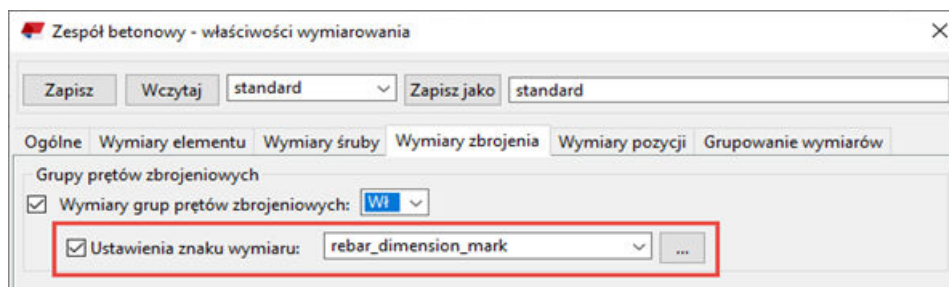 Zespół betonowy - właściwości wymiarowania
Zapisz Wczytaj standard Zapisz jako standard
Ogólne Wymiary elementu Wymiary śruby Wymiary zbrojenia Wymiary pozycji Grupowanie wymiarów
Grupy prętów zbrojeniowych
Wymiary grup prętów zbrojeniowych: Wł
Ustawienia znaku wymiaru: rebar_dimension_mark ...